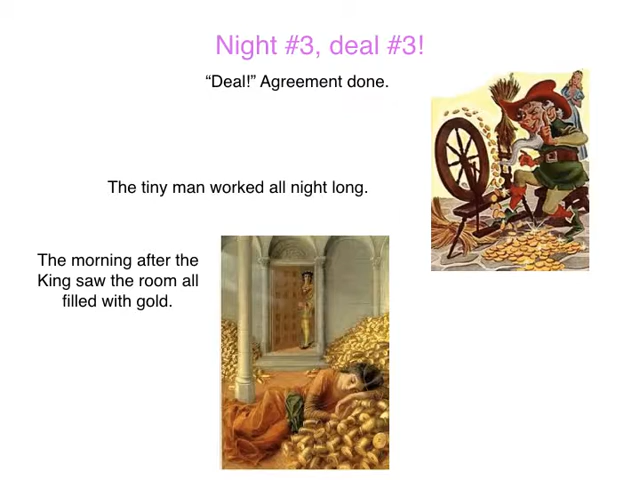 Night #3, deal #3!
“Deal!” Agreement done.
The tiny man worked all night long.
The morning after the
King saw the room all
filled with gold.